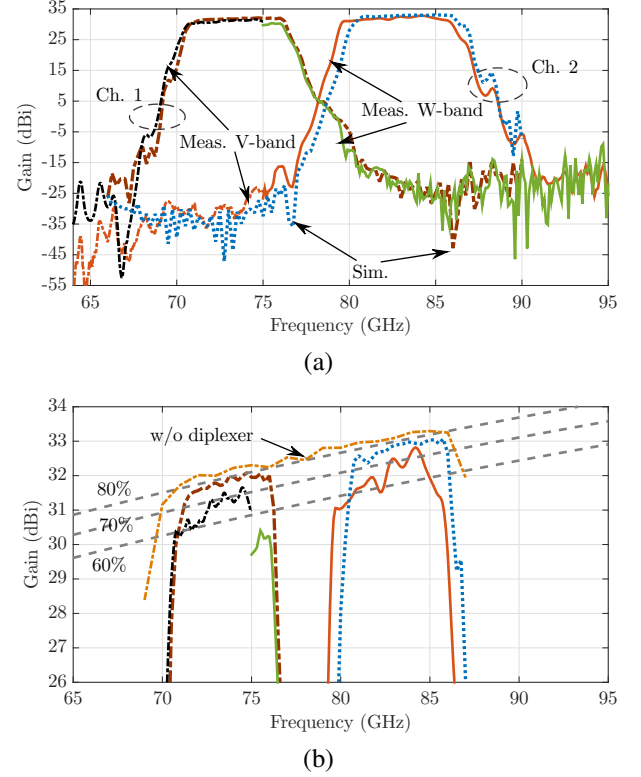 35
25
15
5
-5
-15
-25
-35
-45
-55
Gain (dBi)
Ch. 1
Ch. 2
Meas. W-band
Meas. V-band
Sim.
65 70 75 80 85 90 95
Frequency (GHz)
(a)
34
33
32
31
30
29
28
27
26
Gain (dBi)
w/o diplexer
80%
70%
60%
65 70 75 80 85 90 95
Frequency (GHz)
(b)